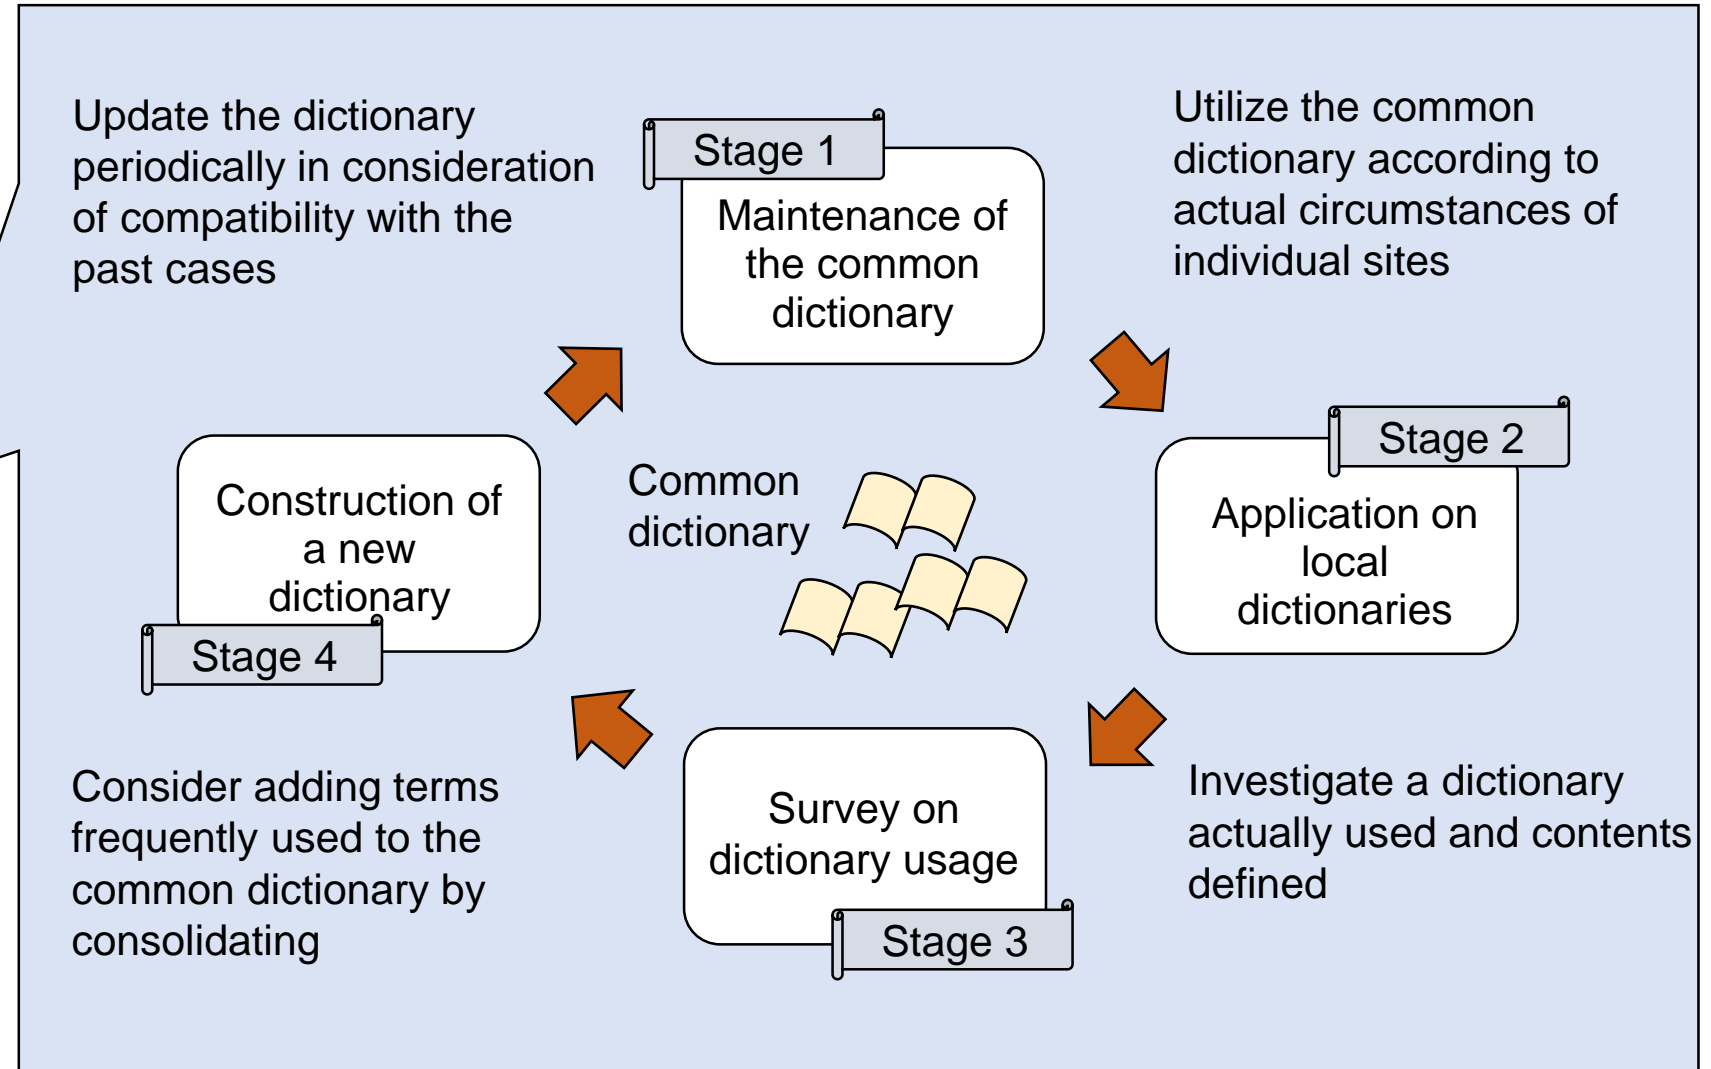 Update the dictionary
periodically in consideration
of compatibility with the
past cases
Stage 1
Maintenance of
the common
dictionary
Utilize the common
dictionary according to
actual circumstances of
individual sites
Stage 2
Application on
local
dictionaries
Common
dictionary
Construction of
a new
dictionary
Stage 4
Investigate a dictionary
actually used and contents
defined
Survey on
dictionary usage
Stage 3
Consider adding terms
frequently used to the
common dictionary by
consolidating